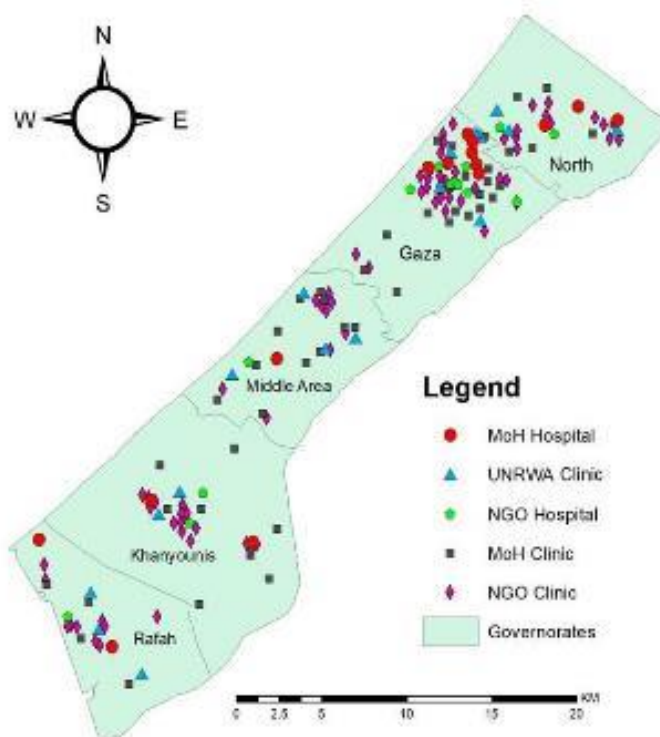 N
W E
S
North
Gaza
Middle Area
Khanyounis
Rafah
Legend
MoH Hospital
UNRWA Clinic
NGO Hospital
MoH Clinic
NGO Clinic
Governorates
KM
0 2.5 5 10 15 20